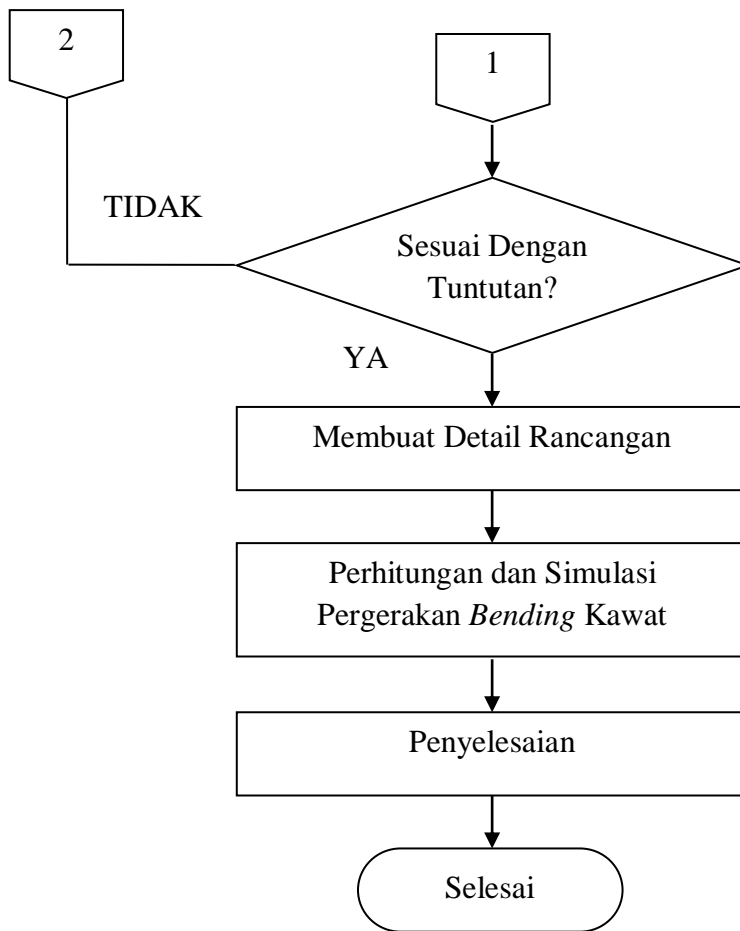 2
1
TIDAK
Sesuai Dengan
Tuntutan?
YA
Membuat Detail Rancangan
Perhitungan dan Simulasi
Pergerakan Bending Kawat
Penyelesaian
Selesai